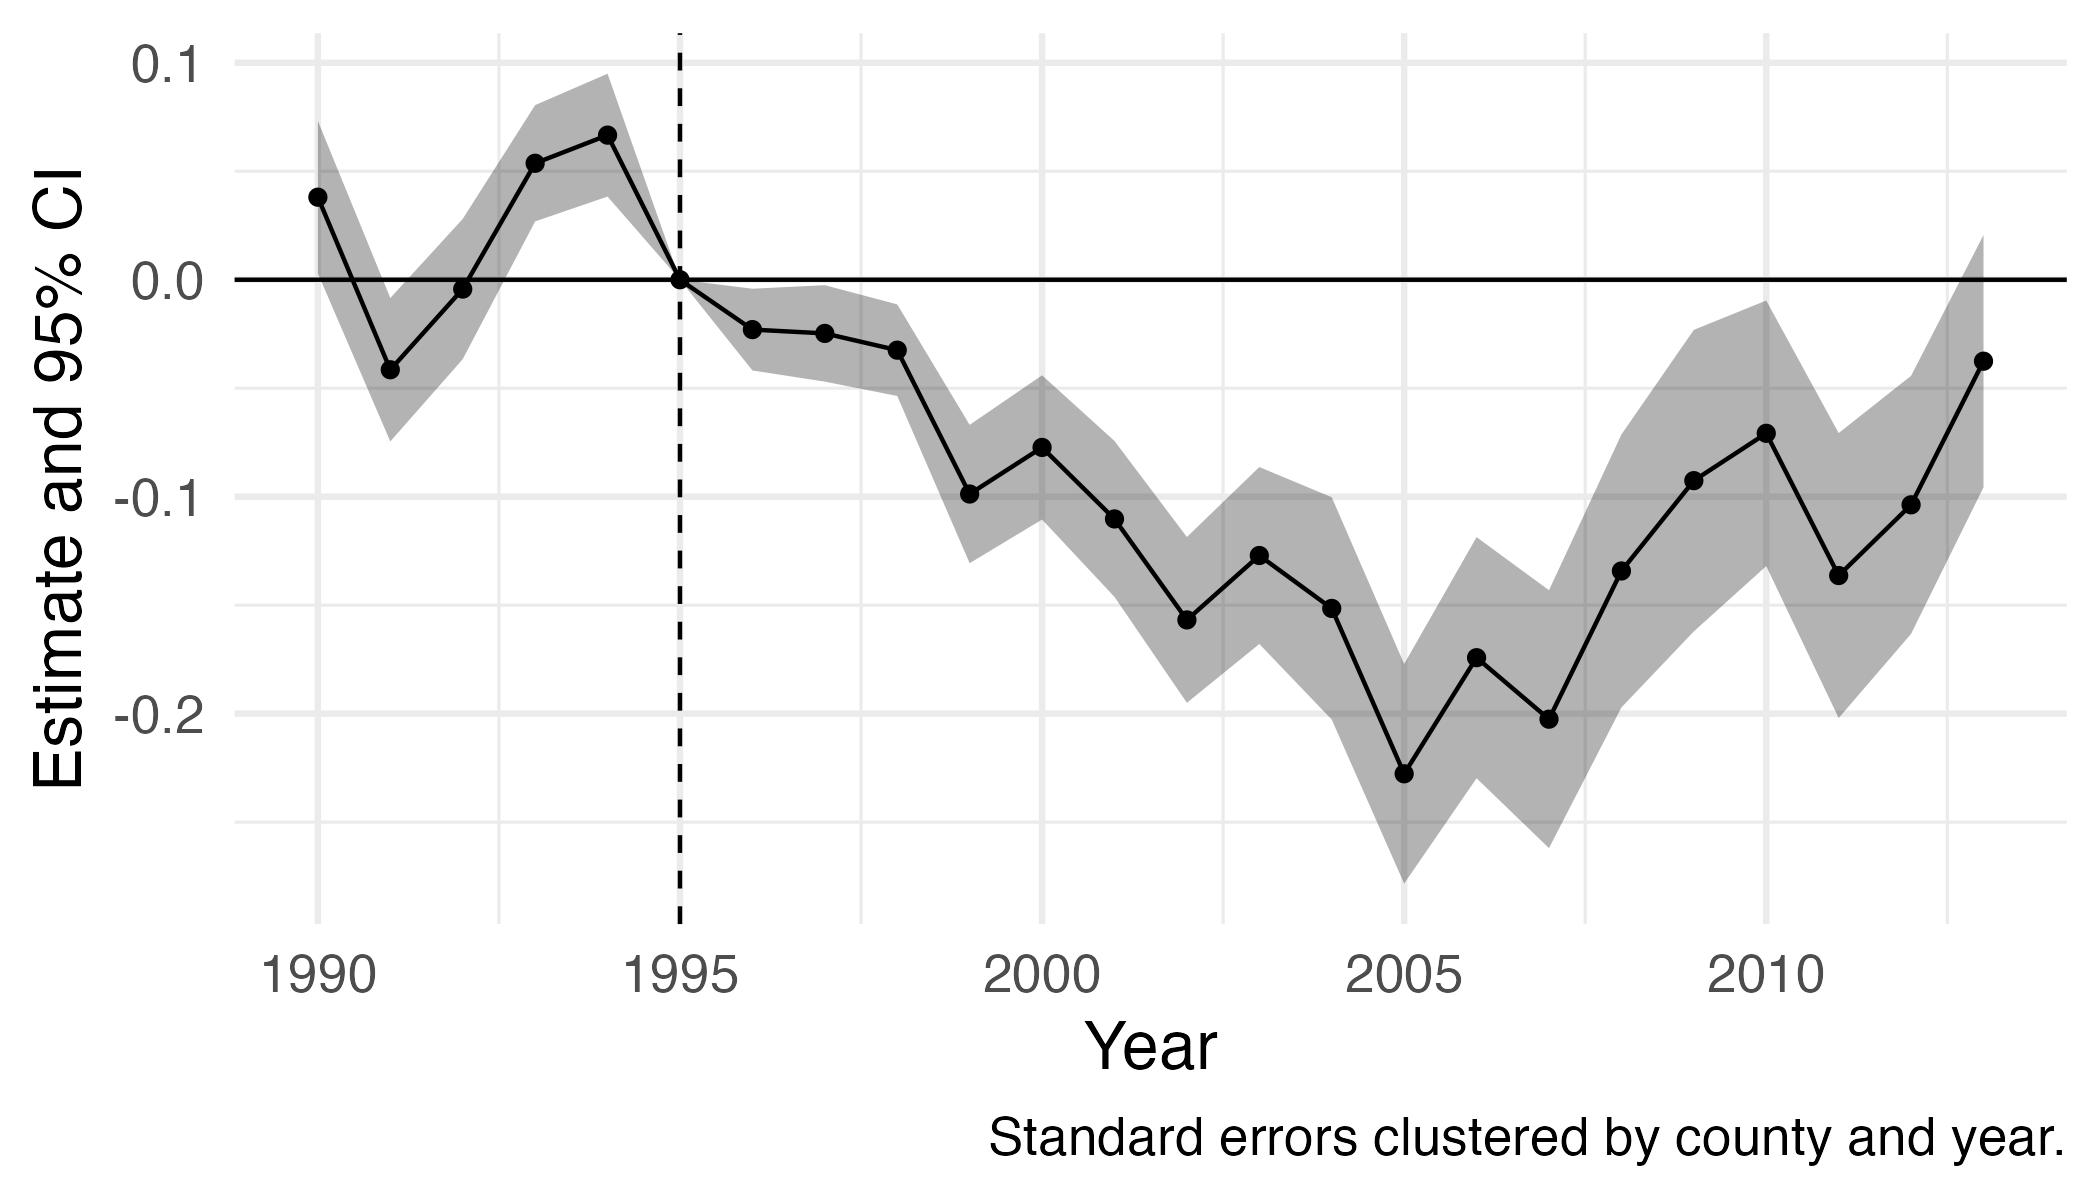 Estimate and 95% CI
0.1
0.0
-0.1
-0.2
1990 1995 2000 2005 2010
Year
Standard errors clustered by county and year.